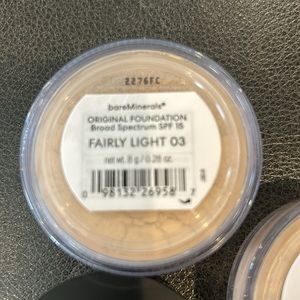 2276FC
bareMinerals®
ORIGINAL FOUNDATION
Broad Spectrum SPF 15
FAIRLY LIGHT 03
net wt. 8 g / 0.28 oz.
0 98132 26958 7